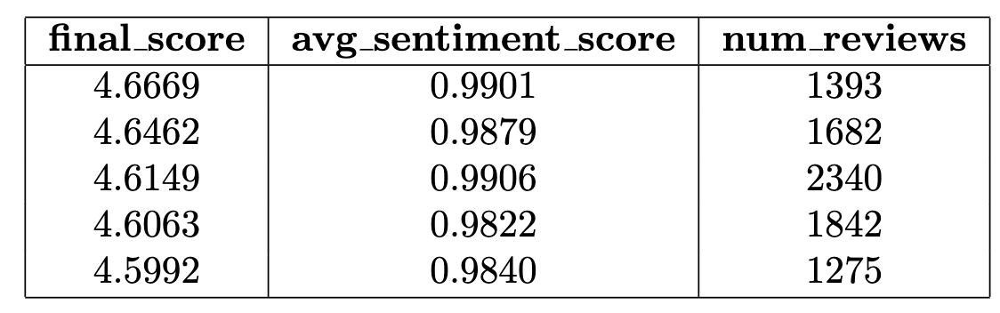 final_score avg_sentiment_score num_reviews
4.6669 0.9901 1393
4.6462 0.9879 1682
4.6149 0.9906 2340
4.6063 0.9822 1842
4.5992 0.9840 1275